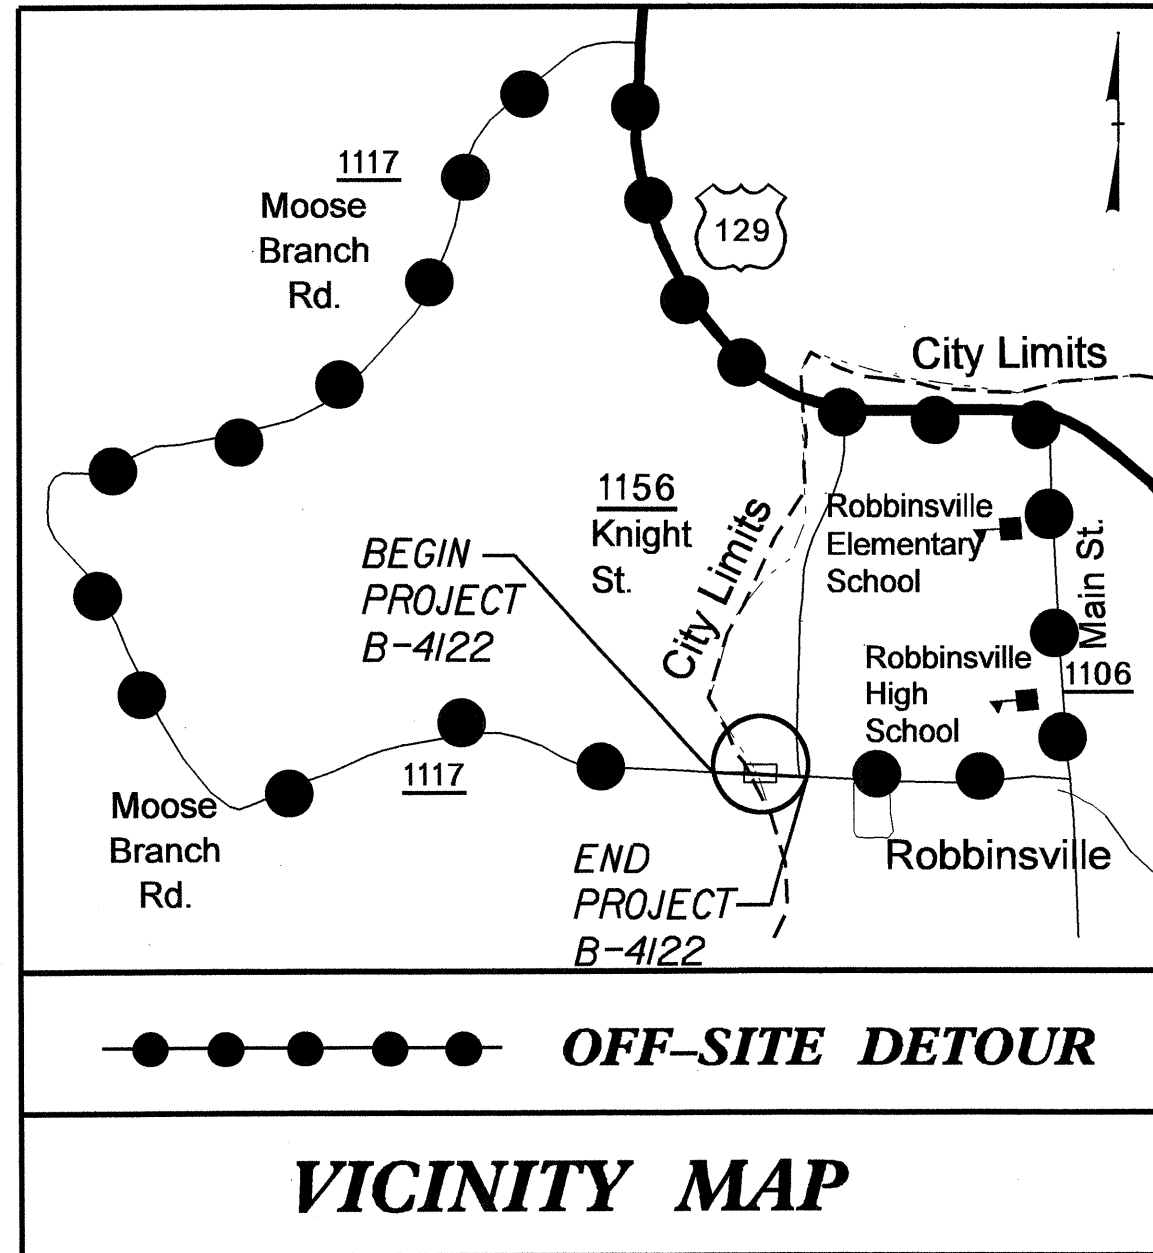 1117
Moose
Branch
Rd.
129
City Limits
1156
Knight
St.
City Limits
Robbinsville
Elementary
School
Main St.
BEGIN
PROJECT
B-4122
Robbinsville
High
School
1106
1117
Moose
Branch
Rd.
END
PROJECT
B-4122
Robbinsville
OFF-SITE DETOUR
VICINITY MAP